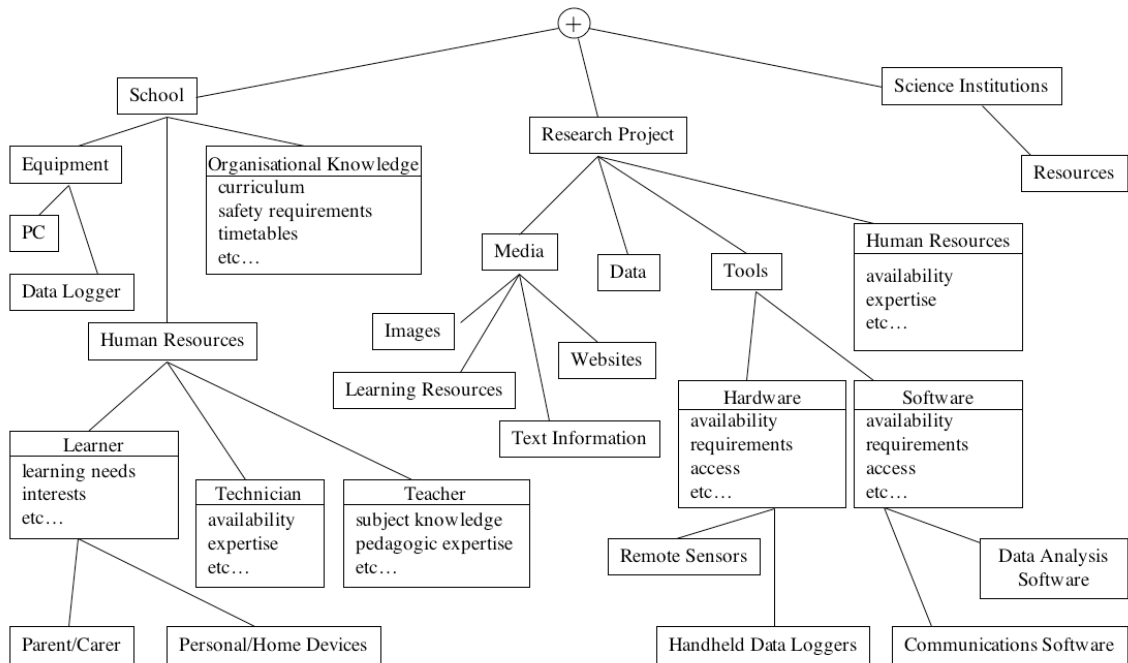 +
School
Science Institutions
Research Project
Equipment
Organisational Knowledge
curriculum
safety requirements
timetables
etc…
Resources
PC
Data Logger
Media
Data
Tools
Human Resources
availability
expertise
etc…
Images
Human Resources
Websites
Learning Resources
Text Information
Hardware
availability
requirements
access
etc…
Software
availability
requirements
access
etc…
Learner
learning needs
interests
etc…
Technician
availability
expertise
etc…
Teacher
subject knowledge
pedagogic expertise
etc…
Remote Sensors
Data Analysis
Software
Parent/Carer
Personal/Home Devices
Handheld Data Loggers
Communications Software